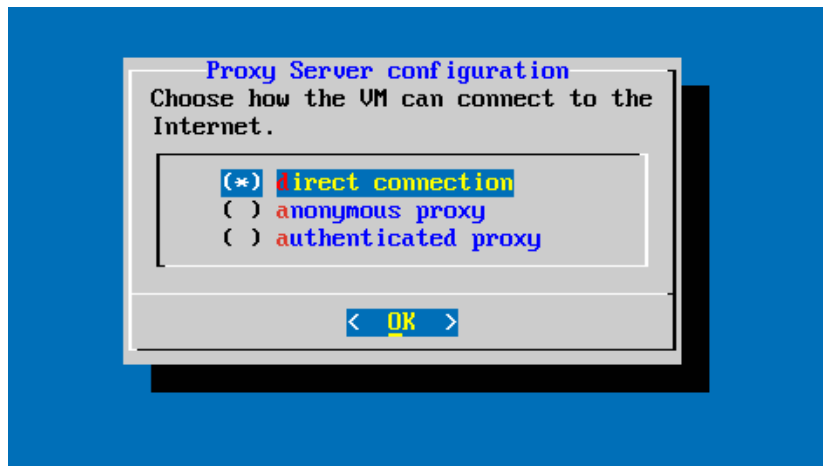 Proxy Server configuration
Choose how the VM can connect to the
Internet.
(*) direct connection
( ) anonymous proxy
( ) authenticated proxy
< OK >